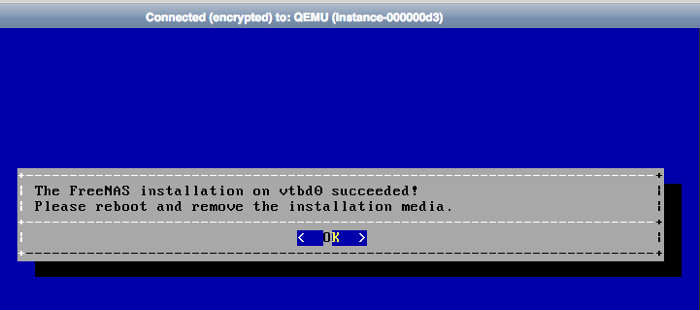 Connected (encrypted) to: QEMU (instance-000000d3)
The FreeNAS installation on vtbd0 succeeded!
Please reboot and remove the installation media.
< OK >